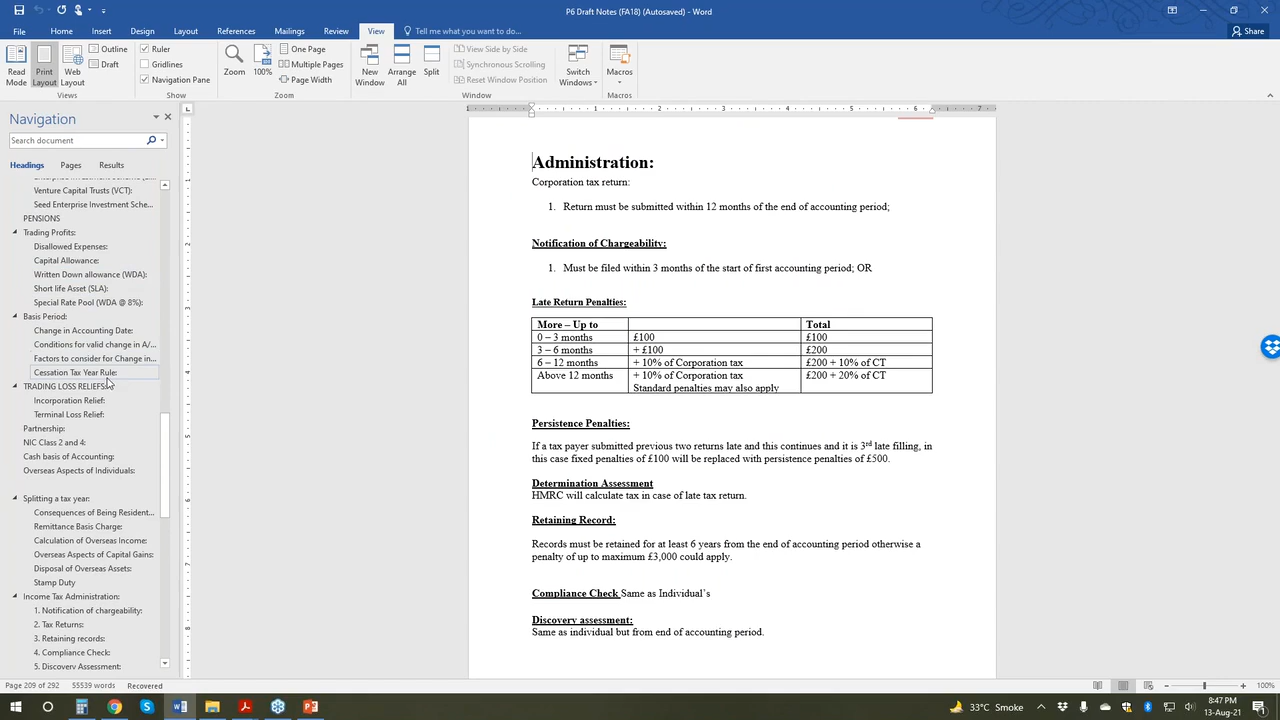 P6 Draft Notes (FA18) (Autosaved) - Word
File Home Insert Design Layout References Mailings Review View Tell me what you want to do... Share
Read Mode
Print Layout
Web Layout
Outline
Draft
Views
Ruler
Gridlines
Navigation Pane
Show
Zoom
100%
One Page
Multiple Pages
Page Width
Zoom
New Window
Arrange All
Split
View Side by Side
Synchronous Scrolling
Reset Window Position
Window
Switch Windows
Macros
Macros
Navigation
Search document
Headings Pages Results
Venture Capital Trusts (VCT):
Seed Enterprise Investment Sche...
PENSIONS
Trading Profits:
Disallowed Expenses:
Capital Allowance:
Written Down allowance (WDA):
Short life Asset (SLA):
Special Rate Pool (WDA @ 8%):
Basis Period:
Change in Accounting Date:
Conditions for valid change in A/...
Factors to consider for Change in...
Cessation Tax Year Rule:
TRADING LOSS RELIEFS:
Incorporation Relief:
Terminal Loss Relief:
Partnership:
NIC Class 2 and 4:
Cash basis of Accounting:
Overseas Aspects of Individuals:
Splitting a tax year:
Consequences of Being Resident...
Remittance Basis Charge:
Calculation of Overseas Income:
Overseas Aspects of Capital Gains:
Disposal of Overseas Assets:
Stamp Duty
Income Tax Administration:
1. Notification of chargeability:
2. Tax Returns:
3. Retaining records:
4. Compliance Check:
5. Discovery Assessment:
Administration:
Corporation tax return:
1. Return must be submitted within 12 months of the end of accounting period;
Notification of Chargeability:
1. Must be filed within 3 months of the start of first accounting period; OR
Late Return Penalties:
More – Up to Total
0 – 3 months £100 £100
3 – 6 months + £100 £200
6 – 12 months + 10% of Corporation tax £200 + 10% of CT
Above 12 months + 10% of Corporation tax £200 + 20% of CT
Standard penalties may also apply
Persistence Penalties:
If a tax payer submitted previous two returns late and this continues and it is 3rd late filling, in
this case fixed penalties of £100 will be replaced with persistence penalties of £500.
Determination Assessment
HMRC will calculate tax in case of late tax return.
Retaining Record:
Records must be retained for at least 6 years from the end of accounting period otherwise a
penalty of up to maximum £3,000 could apply.
Compliance Check Same as Individual's
Discovery assessment:
Same as individual but from end of accounting period.
Page 209 of 292 55539 words Recovered 100%
33°C Smoke
8:47 PM
13-Aug-21